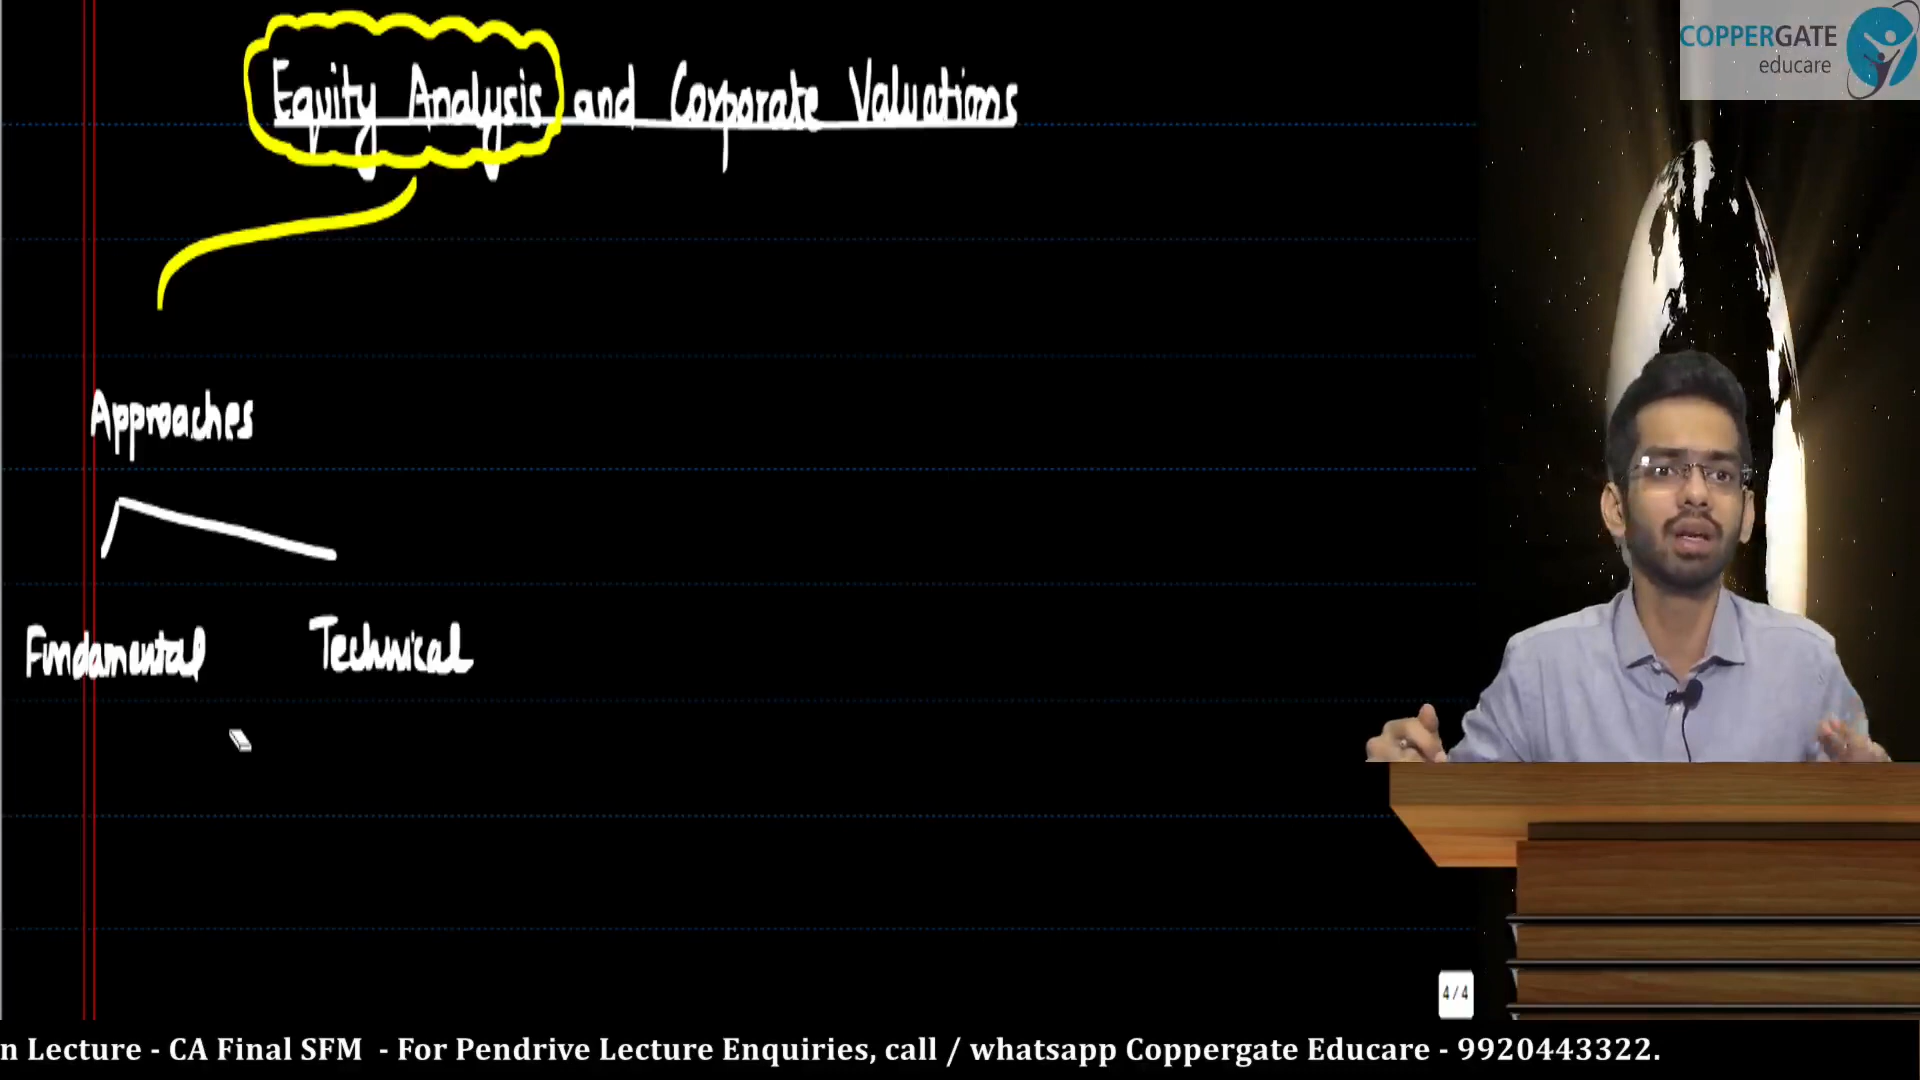 Equity Analysis and Corporate Valuations
COPPERGATE
educare
Approaches
Fundamental Technical
4/4
n Lecture - CA Final SFM - For Pendrive Lecture Enquiries, call / whatsapp Coppergate Educare - 9920443322.